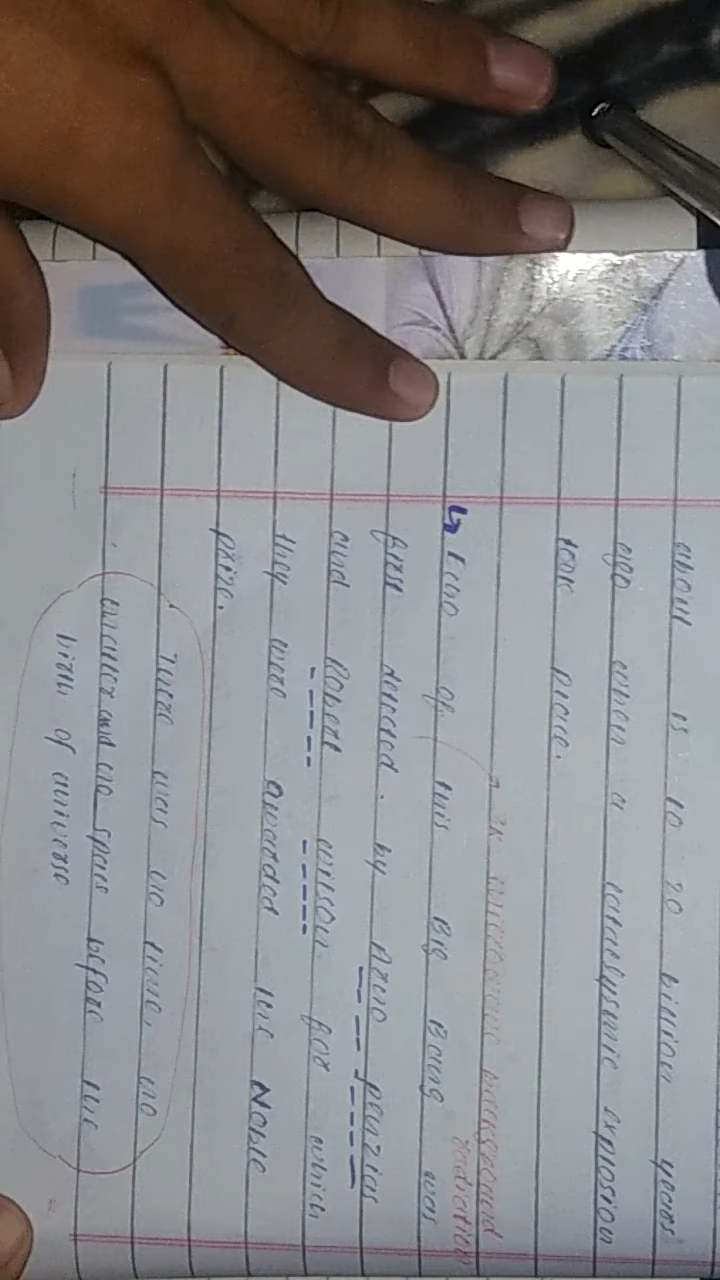 about is 10 20 billion years
ago when a cataclysmic explosion
took place.
→ 3K microwave background radiation
↳ Echo of this Big Bang was
first detected. by Arno penzias
and Robert wilson for which
they were awarded the Noble
prize.
There was no time, no
matter and no space before the
birth of universe